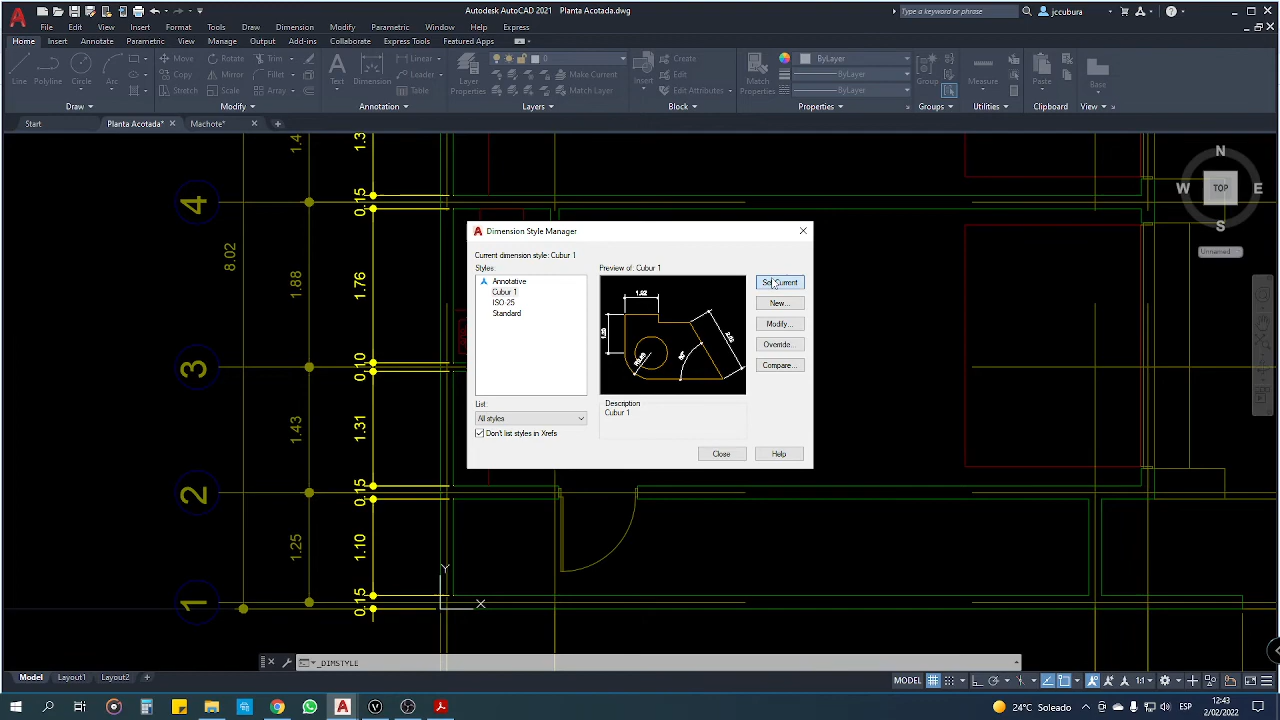 Autodesk AutoCAD 2021 Planta Acotada.dwg
Type a keyword or phrase
jccubura
File Edit View Insert Format Tools Draw Dimension Modify Parametric Window Help Express
Home Insert Annotate Parametric View Manage Output Add-ins Collaborate Express Tools Featured Apps
Line Polyline Circle Arc
Move Rotate Trim
Copy Mirror Fillet
Stretch Scale Array
Text Dimension
Linear
Leader
Table
Layer Properties
0
Make Current
Match Layer
Insert
Create
Edit
Edit Attributes
Match Properties
ByLayer
ByLayer
ByLayer
Group
Measure
Paste
Base
Draw Modify Annotation Layers Block Properties Groups Utilities Clipboard View
Start Planta Acotada* Machote*
1.4
1.3
N
W TOP E
S
Unnamed...
4
0.15
8.02
1.88
1.76
3
0.10
1.43
1.31
2
0.15
1.25
1.10
1
0.15
Y
X
Dimension Style Manager
Current dimension style: Cubur 1
Styles:
Annotative
Cubur 1
ISO-25
Standard
Preview of: Cubur 1
Set Current
New...
Modify...
Override...
Compare...
List:
All styles
Don't list styles in Xrefs
Description
Cubur 1
Close
Help
_DIMSTYLE
Model Layout1 Layout2
MODEL
1:1
24°C Soleado
ESP
12:43
2/02/2022